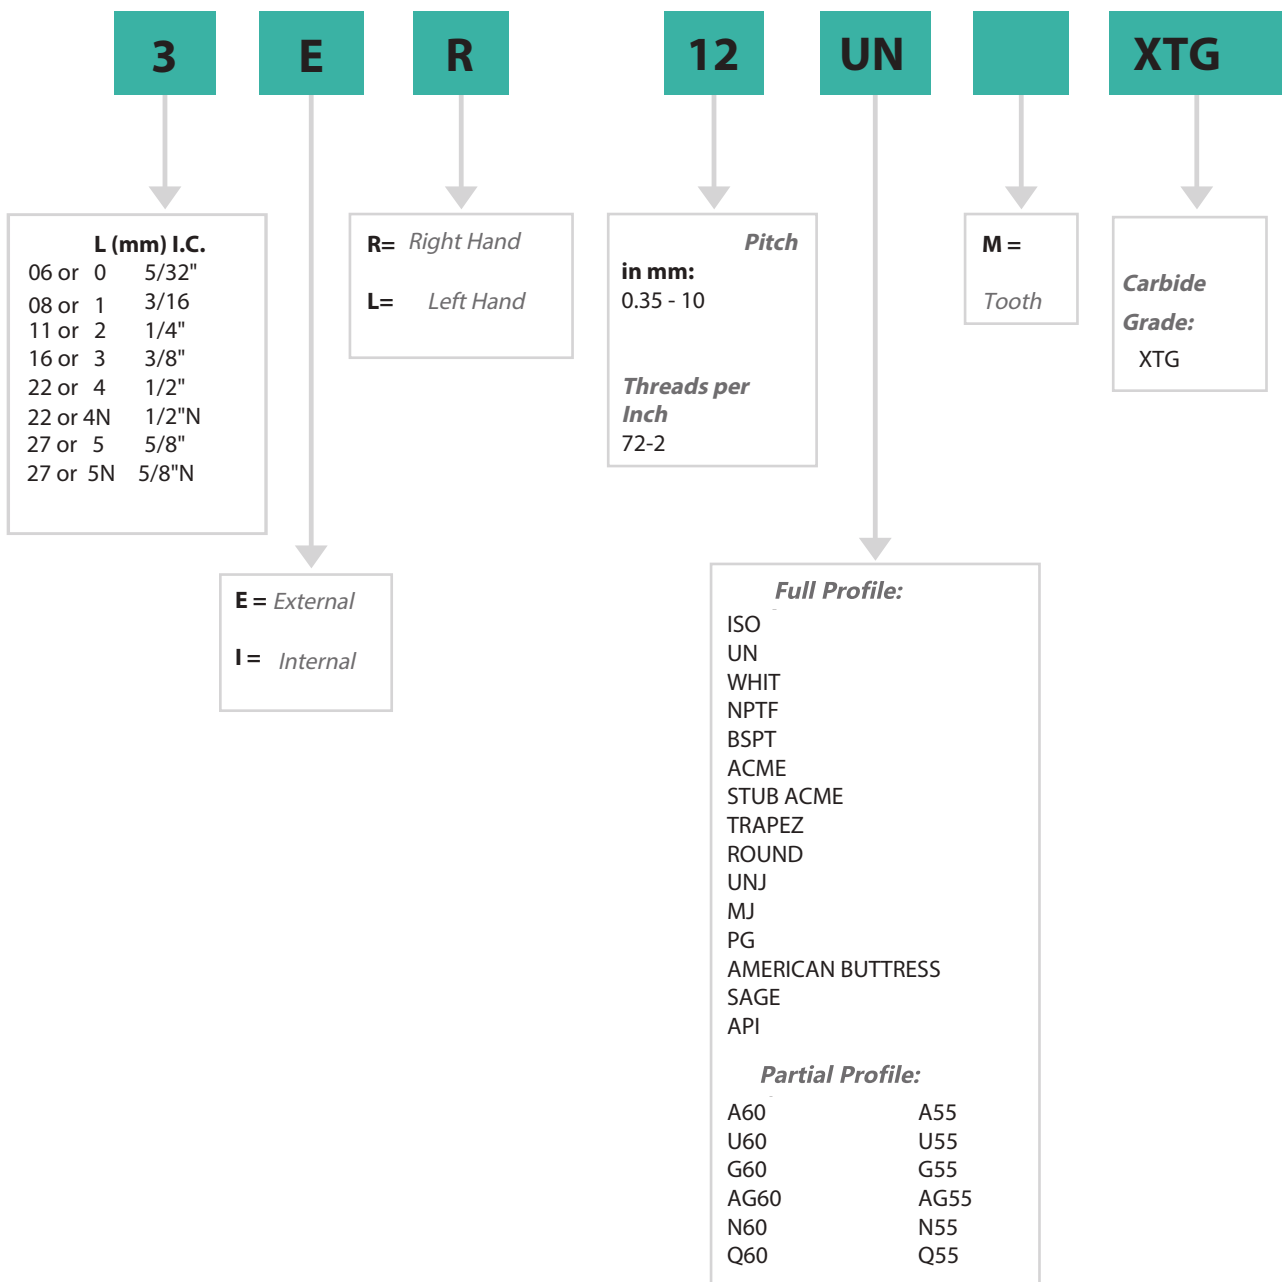 3 E R 12 UN XTG
L (mm) I.C.
06 or 0 5/32"
08 or 1 3/16
11 or 2 1/4"
16 or 3 3/8"
22 or 4 1/2"
22 or 4N 1/2"N
27 or 5 5/8"
27 or 5N 5/8"N
E = External
I = Internal
R= Right Hand
L= Left Hand
Pitch
in mm:
0.35 - 10
Threads per
Inch
72-2
Full Profile:
ISO
UN
WHIT
NPTF
BSPT
ACME
STUB ACME
TRAPEZ
ROUND
UNJ
MJ
PG
AMERICAN BUTTRESS
SAGE
API
Partial Profile:
A60 A55
U60 U55
G60 G55
AG60 AG55
N60 N55
Q60 Q55
M =
Tooth
Carbide
Grade:
XTG